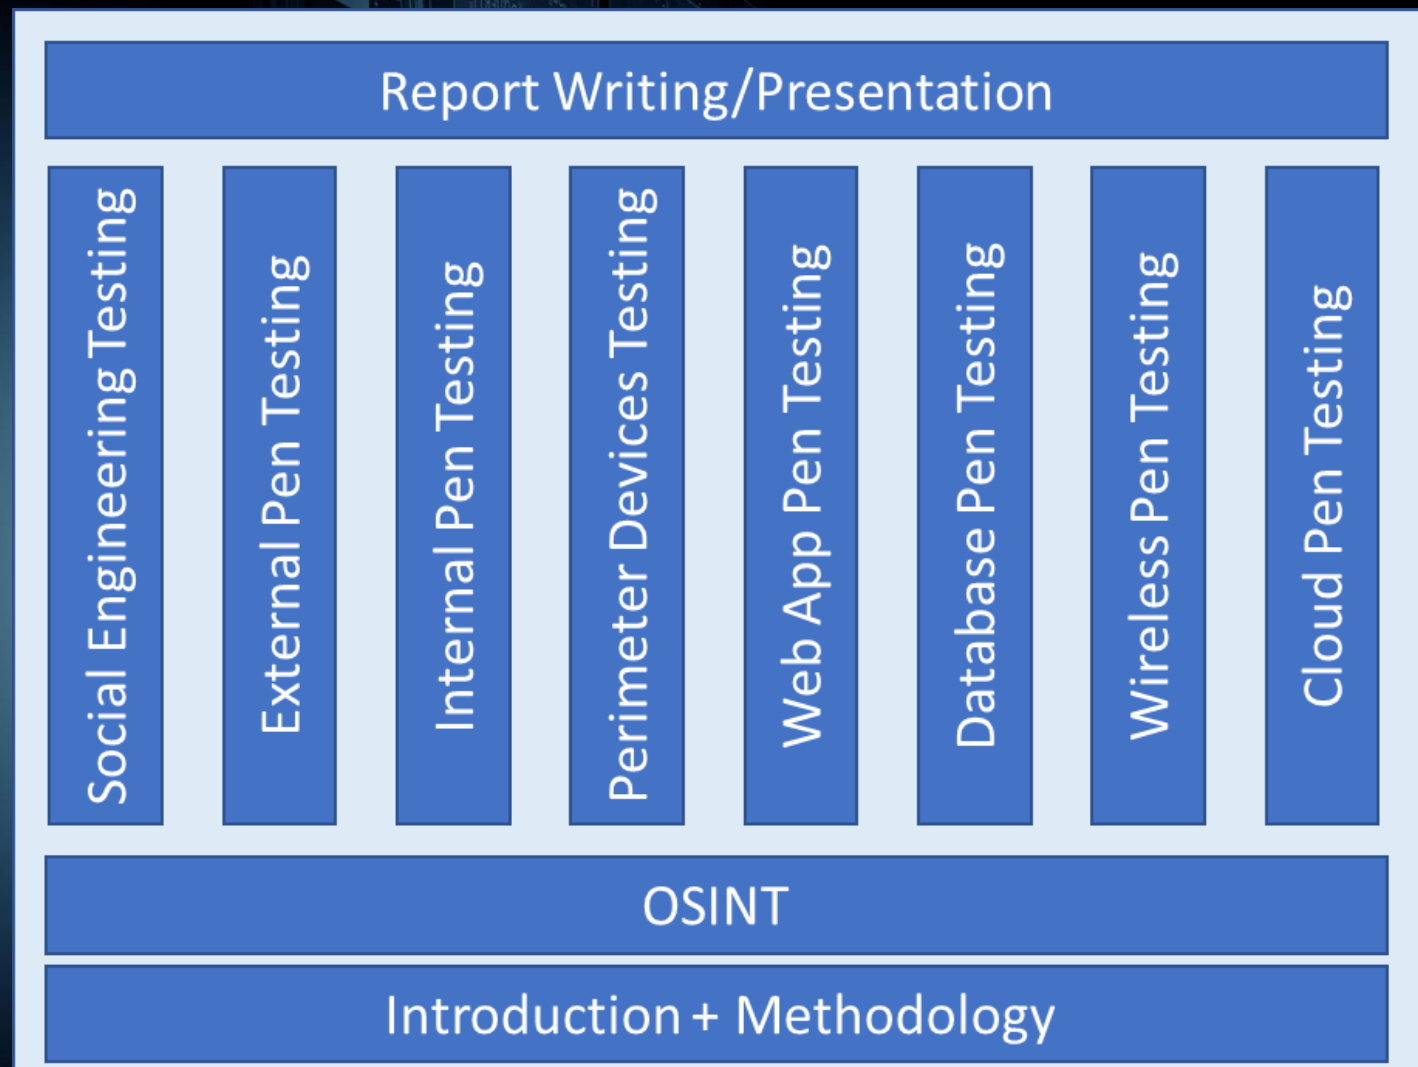 Report Writing/Presentation
Social Engineering Testing
External Pen Testing
Internal Pen Testing
Perimeter Devices Testing
Web App Pen Testing
Database Pen Testing
Wireless Pen Testing
Cloud Pen Testing
OSINT
Introduction + Methodology